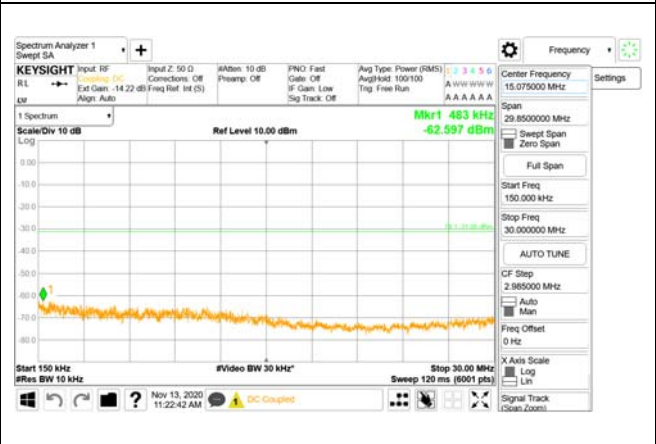 Spectrum Analyzer 1
Swept SA
+
Frequency
KEYSIGHT
RL
Input: RF
Coupling: DC
Ext Gain: -14.22 dB
Align: Auto
Input Z: 50 Ω
Corrections: Off
Freq Ref: Int (S)
#Atten: 10 dB
Preamp: Off
PNO: Fast
Gate: Off
IF Gain: Low
Sig Track: Off
Avg Type: Power (RMS)
Avg|Hold: 100/100
Trig: Free Run
1 2 3 4 5 6
A W W W W W
A A A A A A
1 Spectrum
Scale/Div 10 dB
Log
Ref Level 10.00 dBm
Mkr1 483 kHz
-62.597 dBm
0.00
-10.0
-20.0
-30.0
-40.0
-50.0
-60.0
-70.0
-80.0
1
Start 150 kHz
#Res BW 10 kHz
#Video BW 30 kHz*
Stop 30.00 MHz
Sweep 120 ms (6001 pts)
Nov 13, 2020
11:22:42 AM
DC Coupled
Center Frequency
15.075000 MHz
Settings
Span
29.8500000 MHz
Swept Span
Zero Span
Full Span
Start Freq
150.000 kHz
Stop Freq
30.000000 MHz
AUTO TUNE
CF Step
2.985000 MHz
Auto
Man
Freq Offset
0 Hz
X Axis Scale
Log
Lin
Signal Track
(Span Zoom)